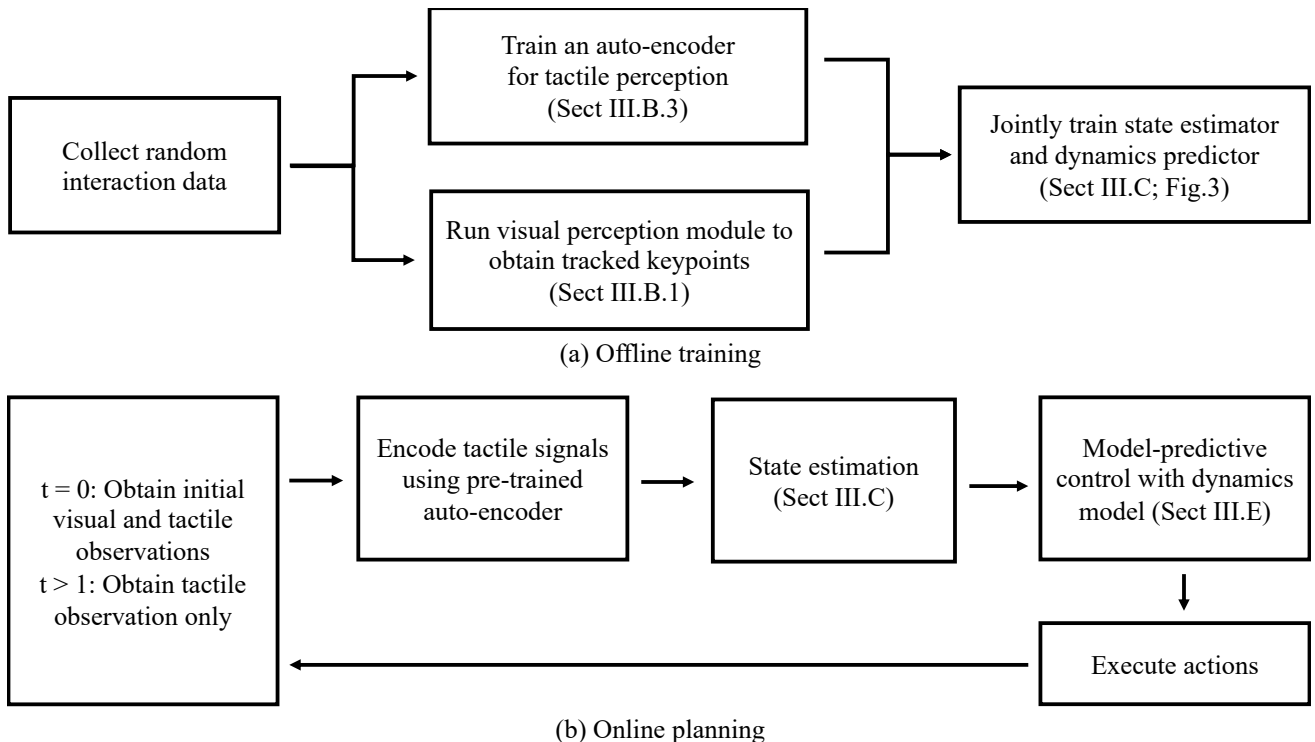 Collect random
interaction data
Train an auto-encoder
for tactile perception
(Sect III.B.3)
Run visual perception module to
obtain tracked keypoints
(Sect III.B.1)
Jointly train state estimator
and dynamics predictor
(Sect III.C; Fig.3)
(a) Offline training
t = 0: Obtain initial
visual and tactile
observations
t > 1: Obtain tactile
observation only
Encode tactile signals
using pre-trained
auto-encoder
State estimation
(Sect III.C)
Model-predictive
control with dynamics
model (Sect III.E)
Execute actions
(b) Online planning